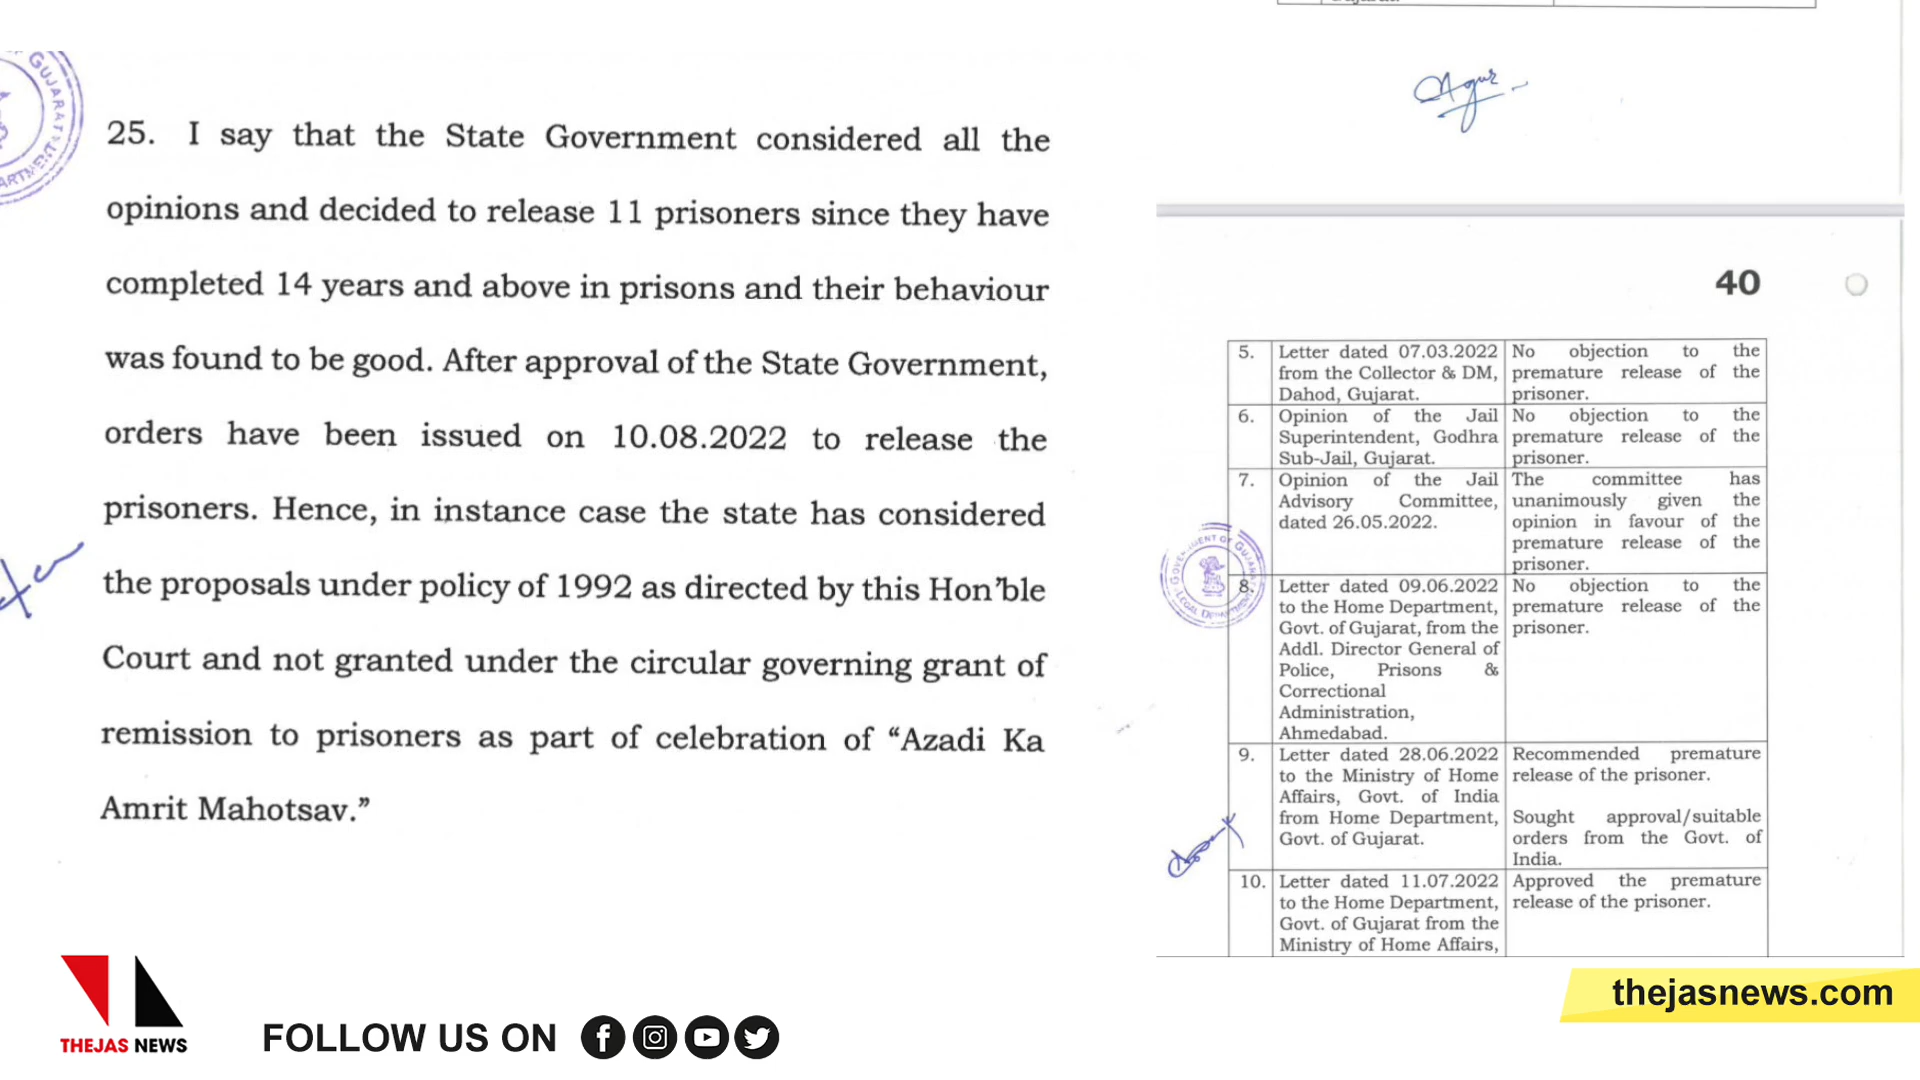 25. I say that the State Government considered all the
opinions and decided to release 11 prisoners since they have
completed 14 years and above in prisons and their behaviour
was found to be good. After approval of the State Government,
orders have been issued on 10.08.2022 to release the
prisoners. Hence, in instance case the state has considered
the proposals under policy of 1992 as directed by this Hon’ble
Court and not granted under the circular governing grant of
remission to prisoners as part of celebration of “Azadi Ka
Amrit Mahotsav.”
40
5. Letter dated 07.03.2022
from the Collector & DM,
Dahod, Gujarat.
No objection to the
premature release of the
prisoner.
6. Opinion of the Jail
Superintendent, Godhra
Sub-Jail, Gujarat.
No objection to the
premature release of the
prisoner.
7. Opinion of the Jail
Advisory Committee,
dated 26.05.2022.
The committee has
unanimously given the
opinion in favour of the
premature release of the
prisoner.
8. Letter dated 09.06.2022
to the Home Department,
Govt. of Gujarat, from the
Addl. Director General of
Police, Prisons &
Correctional
Administration,
Ahmedabad.
No objection to the
premature release of the
prisoner.
9. Letter dated 28.06.2022
to the Ministry of Home
Affairs, Govt. of India
from Home Department,
Govt. of Gujarat.
Recommended premature
release of the prisoner.
Sought approval/suitable
orders from the Govt. of
India.
10. Letter dated 11.07.2022
to the Home Department,
Govt. of Gujarat from the
Ministry of Home Affairs,
Approved the premature
release of the prisoner.
GOVERNMENT OF GUJARAT
LEGAL DEPARTMENT
THEJAS NEWS
FOLLOW US ON
thejasnews.com